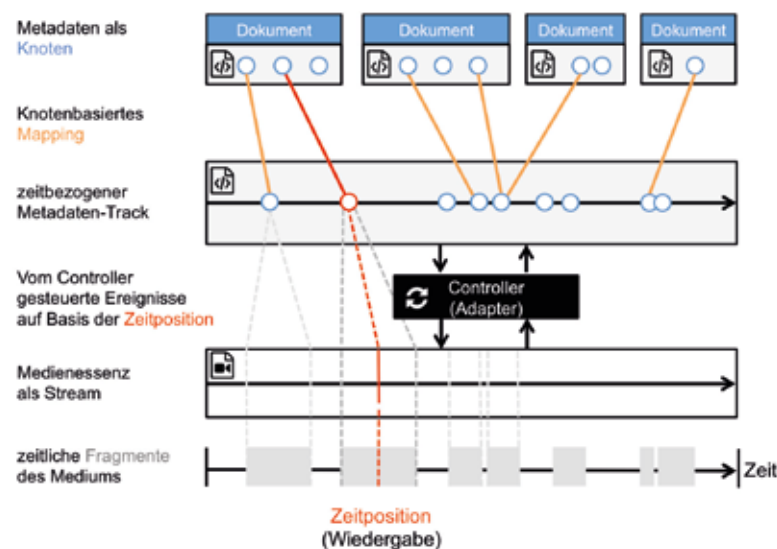 Metadaten als
Knoten
Dokument
Dokument
Dokument
Dokument
Knotenbasiertes
Mapping
zeitbezogener
Metadaten-Track
Vom Controller
gesteuerte Ereignisse
auf Basis der Zeitposition
Controller
(Adapter)
Medienessenz
als Stream
zeitliche Fragmente
des Mediums
Zeit
Zeitposition
(Wiedergabe)